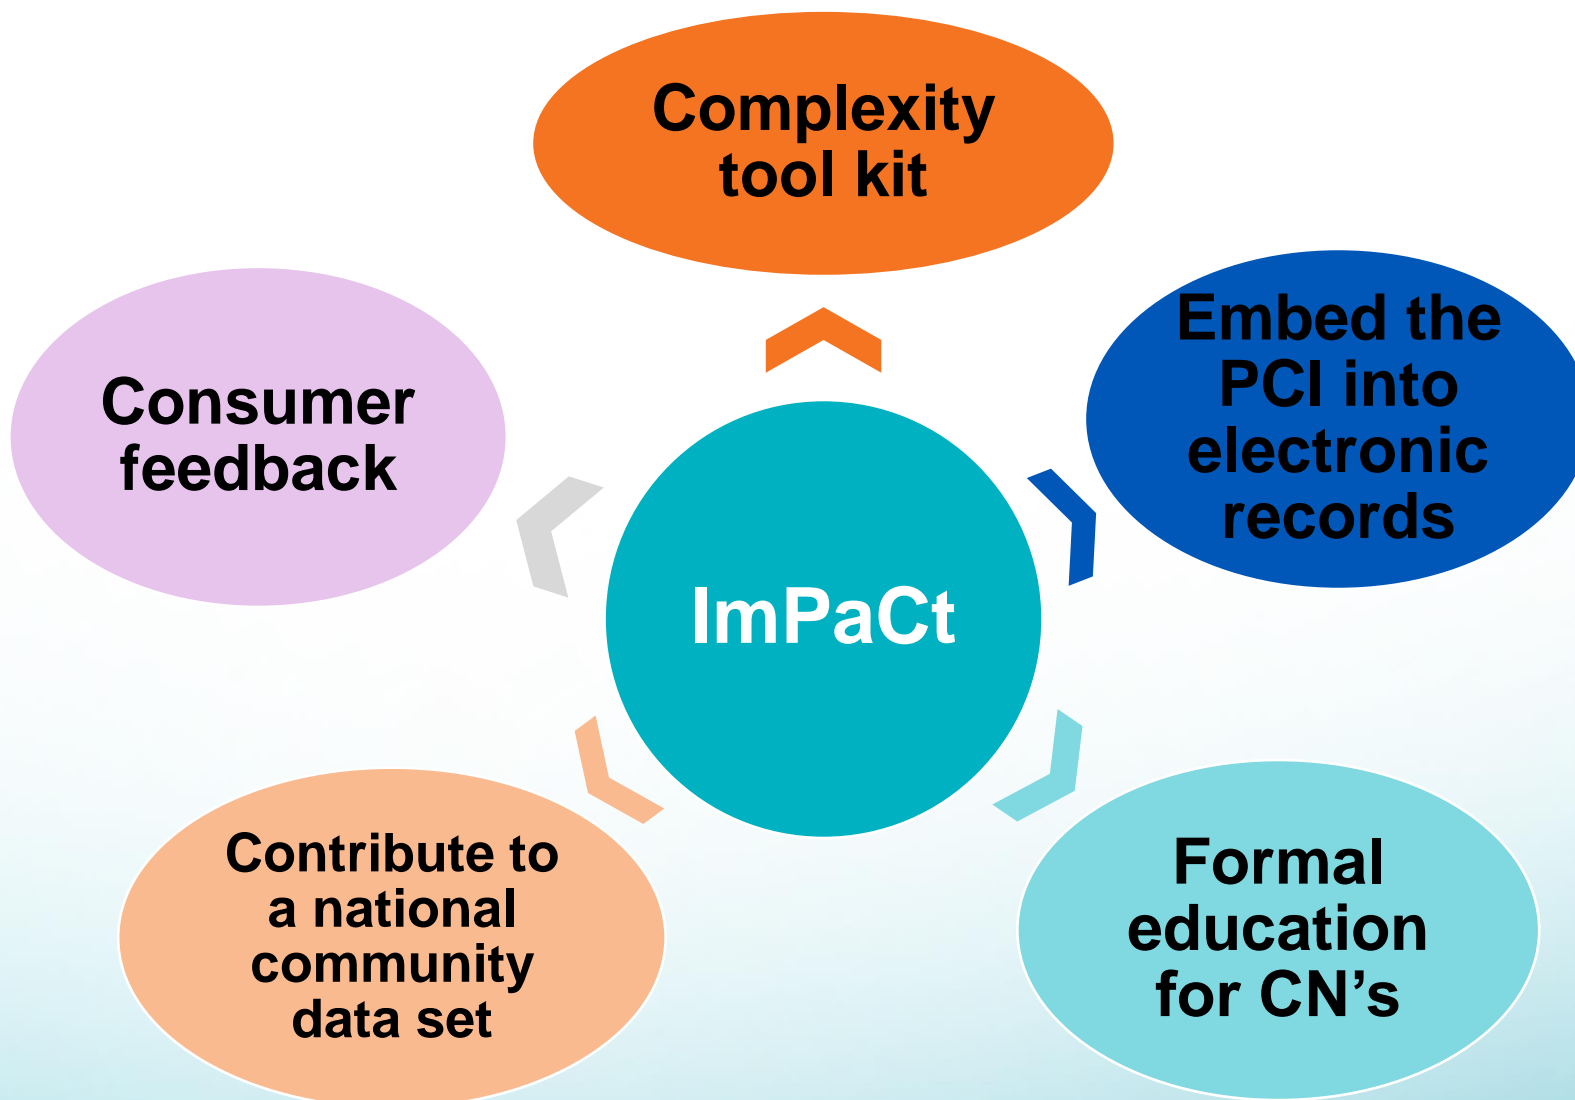 Complexity
tool kit
Embed the
PCI into
electronic
records
Consumer
feedback
ImPaCt
Formal
education
for CN’s
Contribute to
a national
community
data set